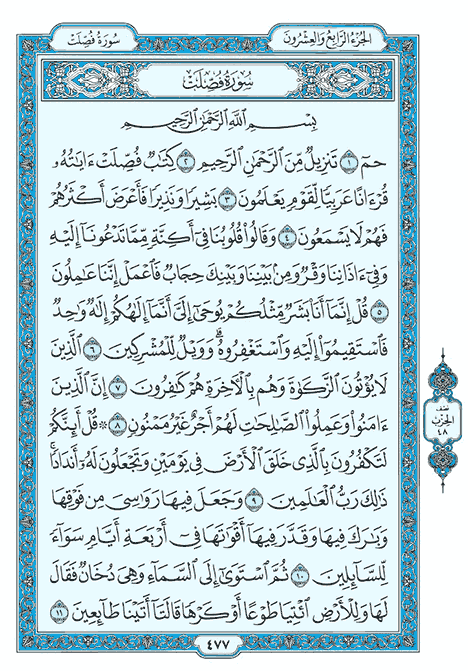 الجزء الرابع والعشرون
سورة فصلت
سُورَةُ فُصِّلَتْ
بِسْمِ ٱللَّهِ ٱلرَّحْمَٰنِ ٱلرَّحِيمِ
حمٓ ١ تَنزِيلٌ مِّنَ ٱلرَّحْمَٰنِ ٱلرَّحِيمِ ٢ كِتَٰبٌ فُصِّلَتْ ءَايَٰتُهُۥ
قُرْءَانًا عَرَبِيًّا لِّقَوْمٍ يَعْلَمُونَ ٣ بَشِيرًا وَنَذِيرًا فَأَعْرَضَ أَكْثَرُهُمْ
فَهُمْ لَا يَسْمَعُونَ ٤ وَقَالُوا۟ قُلُوبُنَا فِىٓ أَكِنَّةٍ مِّمَّا تَدْعُونَآ إِلَيْهِ
وَفِىٓ ءَاذَانِنَا وَقْرٌ وَمِنۢ بَيْنِنَا وَبَيْنِكَ حِجَابٌ فَٱعْمَلْ إِنَّنَا عَٰمِلُونَ
٥ قُلْ إِنَّمَآ أَنَا۠ بَشَرٌ مِّثْلُكُمْ يُوحَىٰٓ إِلَىَّ أَنَّمَآ إِلَٰهُكُمْ إِلَٰهٌ وَٰحِدٌ
فَٱسْتَقِيمُوٓا۟ إِلَيْهِ وَٱسْتَغْفِرُوهُ ۗ وَوَيْلٌ لِّلْمُشْرِكِينَ ٦ ٱلَّذِينَ
لَا يُؤْتُونَ ٱلزَّكَوٰةَ وَهُم بِٱلْءَاخِرَةِ هُمْ كَٰفِرُونَ ٧ إِنَّ ٱلَّذِينَ
ءَامَنُوا۟ وَعَمِلُوا۟ ٱلصَّٰلِحَٰتِ لَهُمْ أَجْرٌ غَيْرُ مَمْنُونٍ ٨ ۞ قُلْ أَئِنَّكُمْ
لَتَكْفُرُونَ بِٱلَّذِى خَلَقَ ٱلْأَرْضَ فِى يَوْمَيْنِ وَتَجْعَلُونَ لَهُۥٓ أَندَادًا ۚ
ذَٰلِكَ رَبُّ ٱلْعَٰلَمِينَ ٩ وَجَعَلَ فِيهَا رَوَٰسِىَ مِن فَوْقِهَا
وَبَٰرَكَ فِيهَا وَقَدَّرَ فِيهَآ أَقْوَٰتَهَا فِىٓ أَرْبَعَةِ أَيَّامٍ سَوَآءً
لِّلسَّآئِلِينَ ١٠ ثُمَّ ٱسْتَوَىٰٓ إِلَى ٱلسَّمَآءِ وَهِىَ دُخَانٌ فَقَالَ
لَهَا وَلِلْأَرْضِ ٱئْتِيَا طَوْعًا أَوْ كَرْهًا قَالَتَآ أَتَيْنَا طَآئِعِينَ ١١
نصف
الحزب
٤٨
٤٧٧